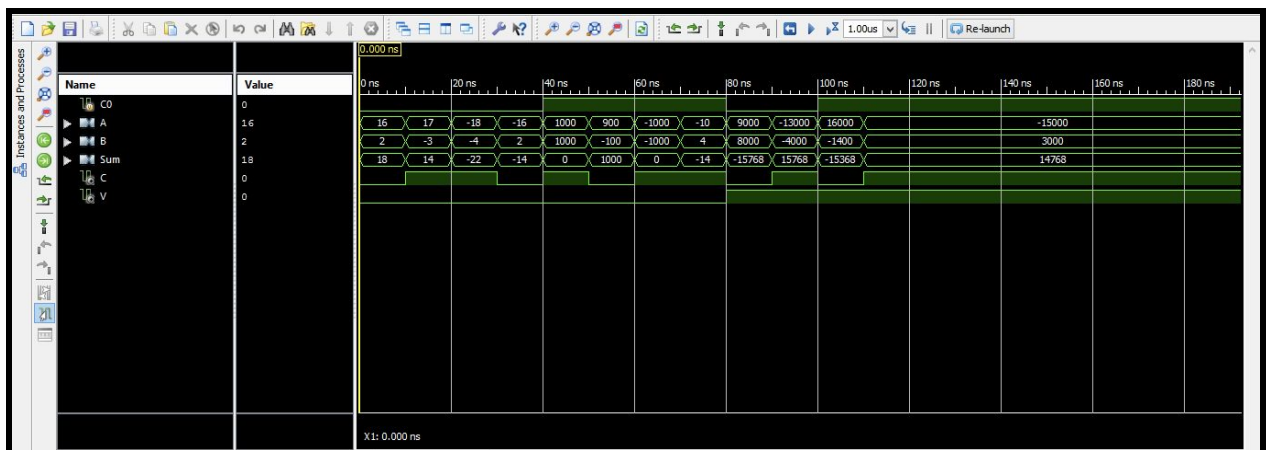 1.00us Re-launch
Instances and Processes
0.000 ns
Name Value 0 ns 20 ns 40 ns 60 ns 80 ns 100 ns 120 ns 140 ns 160 ns 180 ns
C0 0
A 16 16 17 -18 -16 1000 900 -1000 -10 9000 -13000 16000 -15000
B 2 2 -3 -4 2 1000 -100 -1000 4 8000 -4000 -1400 3000
Sum 18 18 14 -22 -14 0 1000 0 -14 -15768 15768 -15368 14768
C 0
V 0
X1: 0.000 ns